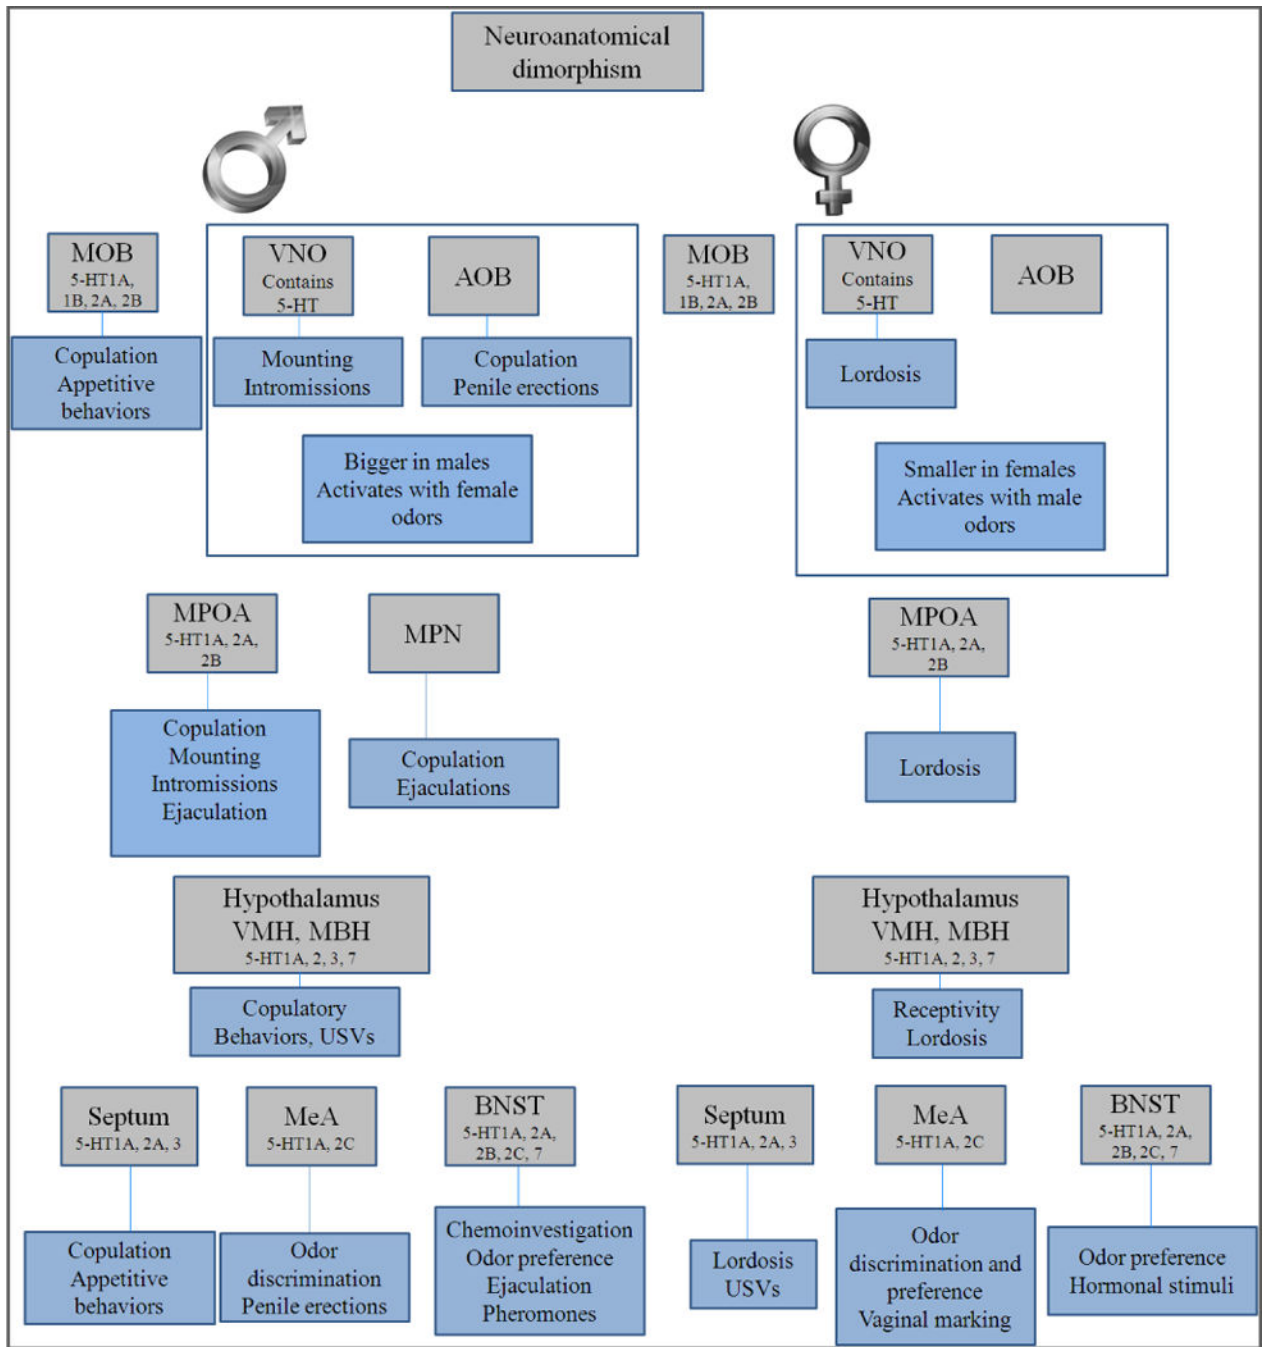 Neuroanatomical
dimorphism
MOB
5-HT1A,
1B, 2A, 2B
Copulation
Appetitive
behaviors
VNO
Contains
5-HT
Mounting
Intromissions
AOB
Copulation
Penile erections
Bigger in males
Activates with female
odors
MOB
5-HT1A,
1B, 2A, 2B
VNO
Contains
5-HT
Lordosis
AOB
Smaller in females
Activates with male
odors
MPOA
5-HT1A, 2A,
2B
Copulation
Mounting
Intromissions
Ejaculation
MPN
Copulation
Ejaculations
MPOA
5-HT1A, 2A,
2B
Lordosis
Hypothalamus
VMH, MBH
5-HT1A, 2, 3, 7
Copulatory
Behaviors, USVs
Hypothalamus
VMH, MBH
5-HT1A, 2, 3, 7
Receptivity
Lordosis
Septum
5-HT1A, 2A, 3
Copulation
Appetitive
behaviors
MeA
5-HT1A, 2C
Odor
discrimination
Penile erections
BNST
5-HT1A, 2A,
2B, 2C, 7
Chemoinvestigation
Odor preference
Ejaculation
Pheromones
Septum
5-HT1A, 2A, 3
Lordosis
USVs
MeA
5-HT1A, 2C
Odor
discrimination and
preference
Vaginal marking
BNST
5-HT1A, 2A,
2B, 2C, 7
Odor preference
Hormonal stimuli